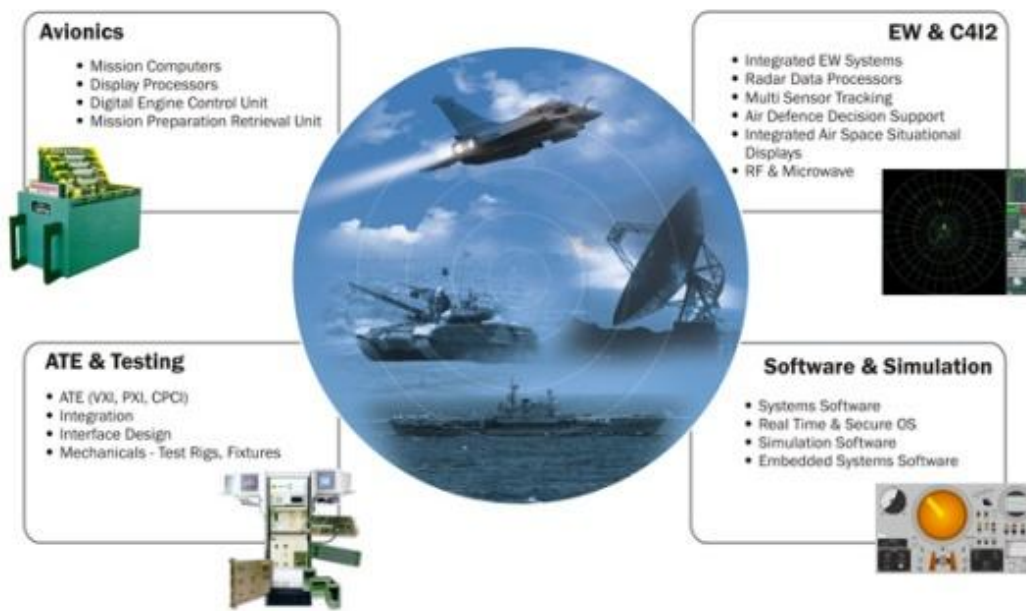 Avionics
• Mission Computers
• Display Processors
• Digital Engine Control Unit
• Mission Preparation Retrieval Unit
EW & C4I2
• Integrated EW Systems
• Radar Data Processors
• Multi Sensor Tracking
• Air Defence Decision Support
• Integrated Air Space Situational
Displays
• RF & Microwave
ATE & Testing
• ATE (VXI, PXI, CPCI)
• Integration
• Interface Design
• Mechanicals - Test Rigs, Fixtures
Software & Simulation
• Systems Software
• Real Time & Secure OS
• Simulation Software
• Embedded Systems Software